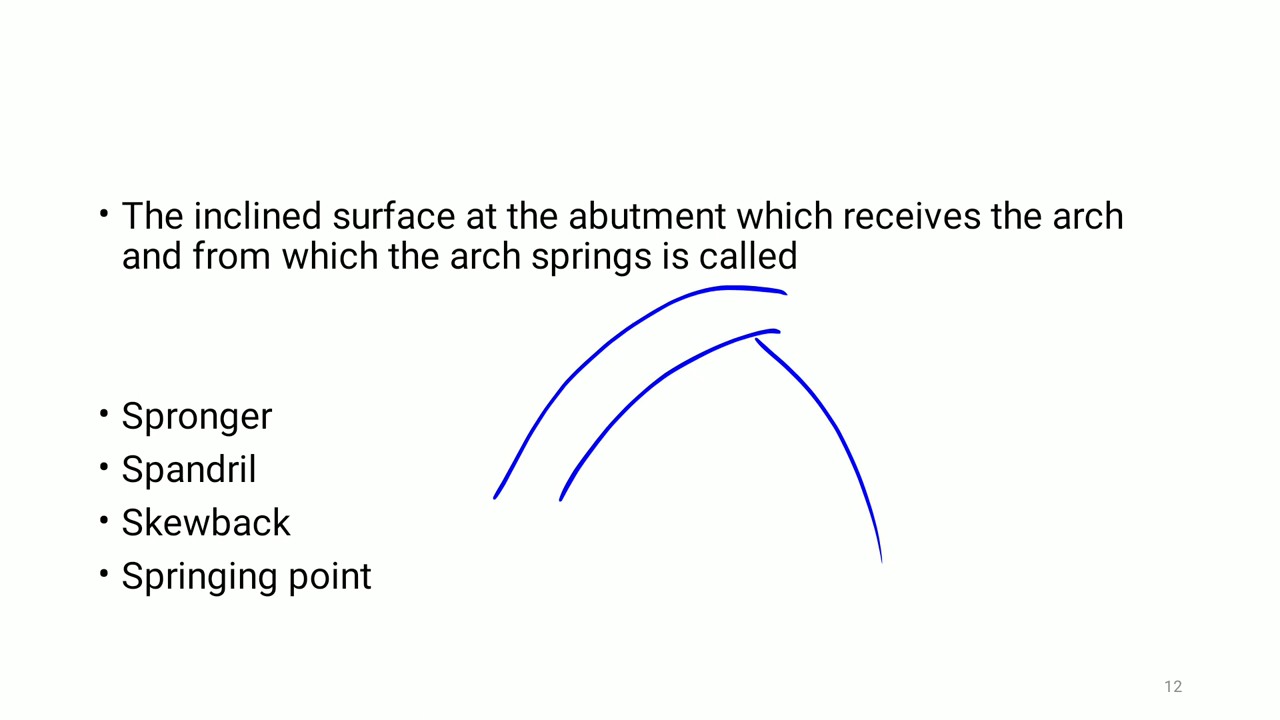 • The inclined surface at the abutment which receives the arch
and from which the arch springs is called
• Spronger
• Spandril
• Skewback
• Springing point
12